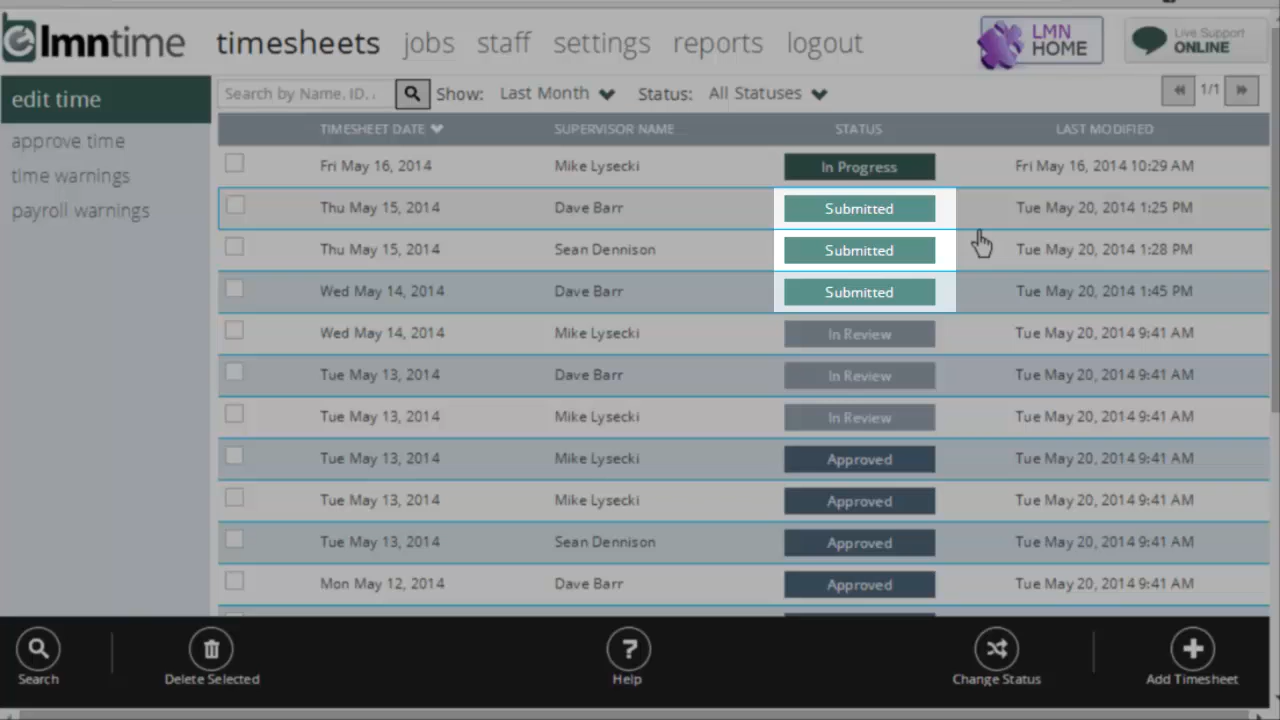 lmntime timesheets jobs staff settings reports logout LMN HOME Live Support ONLINE
edit time
approve time
time warnings
payroll warnings
Search by Name, ID... Show: Last Month Status: All Statuses 1/1
TIMESHEET DATE SUPERVISOR NAME STATUS LAST MODIFIED
Fri May 16, 2014 Mike Lysecki In Progress Fri May 16, 2014 10:29 AM
Thu May 15, 2014 Dave Barr Submitted Tue May 20, 2014 1:25 PM
Thu May 15, 2014 Sean Dennison Submitted Tue May 20, 2014 1:28 PM
Wed May 14, 2014 Dave Barr Submitted Tue May 20, 2014 1:45 PM
Wed May 14, 2014 Mike Lysecki In Review Tue May 20, 2014 9:41 AM
Tue May 13, 2014 Dave Barr In Review Tue May 20, 2014 9:41 AM
Tue May 13, 2014 Mike Lysecki In Review Tue May 20, 2014 9:41 AM
Tue May 13, 2014 Mike Lysecki Approved Tue May 20, 2014 9:41 AM
Tue May 13, 2014 Mike Lysecki Approved Tue May 20, 2014 9:41 AM
Tue May 13, 2014 Sean Dennison Approved Tue May 20, 2014 9:41 AM
Mon May 12, 2014 Dave Barr Approved Tue May 20, 2014 9:41 AM
Search Delete Selected Help Change Status Add Timesheet